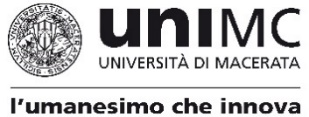 unIMC
UNIVERSITÀ DI MACERATA
l'umanesimo che innova